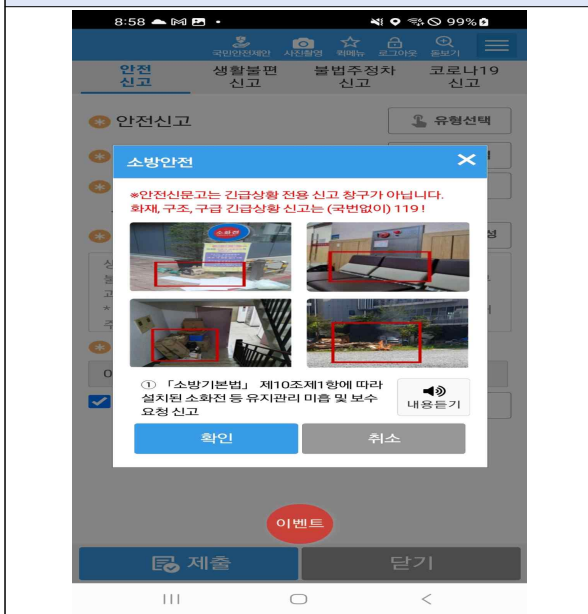 8:58
99%
국민안전제안 사진촬영 퀵메뉴 로그아웃 돋보기
안전 신고
생활불편 신고
불법주정차 신고
코로나19 신고
안전신고
유형선택
소방안전
*안전신문고는 긴급상황 전용 신고 창구가 아닙니다.
화재, 구조, 구급 긴급상황 신고는 (국번없이) 119!
소화전
① 「소방기본법」 제10조제1항에 따라
설치된 소화전 등 유지관리 미흡 및 보수
요청 신고
내용듣기
확인
취소
이벤트
제출
닫기